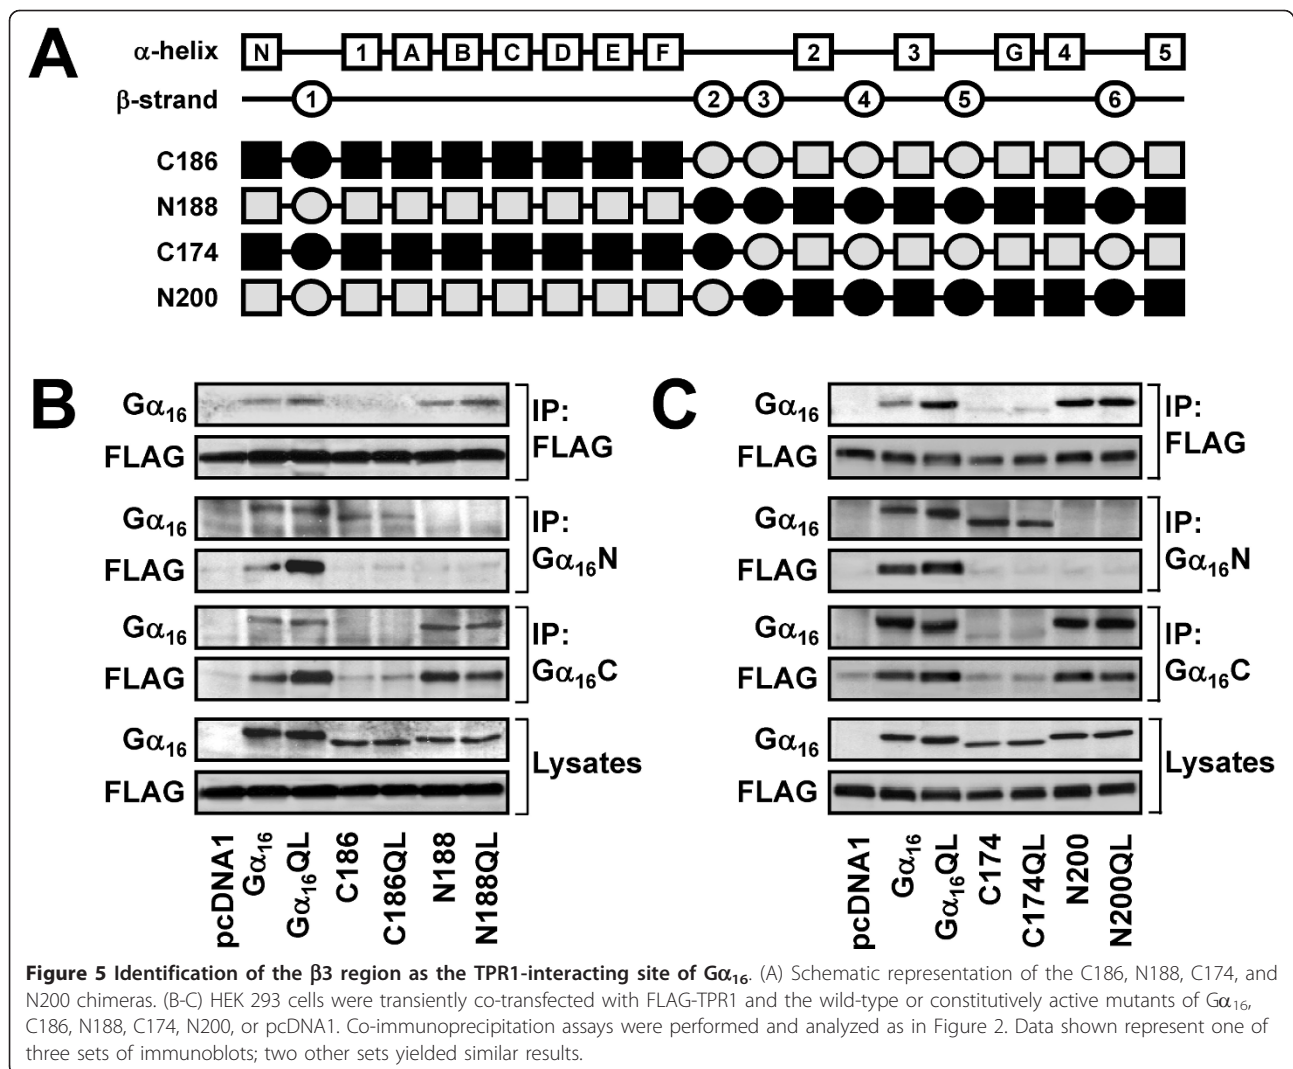 A
α-helix N 1 A B C D E F 2 3 G 4 5
β-strand 1 2 3 4 5 6
C186
N188
C174
N200
B
Gα16
FLAG
IP:
FLAG
Gα16
FLAG
IP:
Gα16N
Gα16
FLAG
IP:
Gα16C
Gα16
FLAG
Lysates
pcDNA1
Gα16
Gα16QL
C186
C186QL
N188
N188QL
C
Gα16
FLAG
IP:
FLAG
Gα16
FLAG
IP:
Gα16N
Gα16
FLAG
IP:
Gα16C
Gα16
FLAG
Lysates
pcDNA1
Gα16
Gα16QL
C174
C174QL
N200
N200QL
Figure 5 Identification of the β3 region as the TPR1-interacting site of Gα16. (A) Schematic representation of the C186, N188, C174, and
N200 chimeras. (B-C) HEK 293 cells were transiently co-transfected with FLAG-TPR1 and the wild-type or constitutively active mutants of Gα16,
C186, N188, C174, N200, or pcDNA1. Co-immunoprecipitation assays were performed and analyzed as in Figure 2. Data shown represent one of
three sets of immunoblots; two other sets yielded similar results.